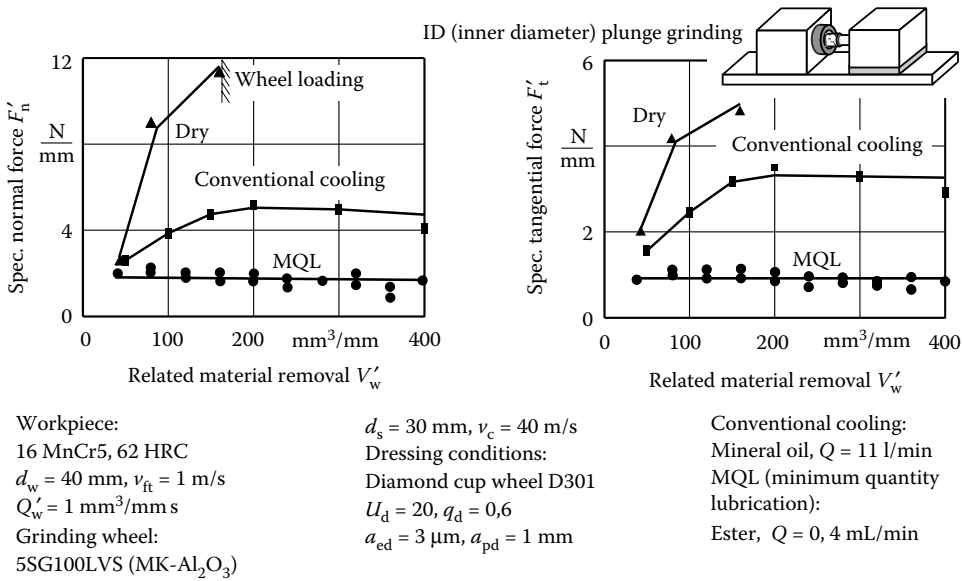 ID (inner diameter) plunge grinding
Spec. normal force F′n
N
mm
12
4
0
Wheel loading
Dry
Conventional cooling
MQL
0 100 200 mm³/mm 400
Related material removal V′w
Spec. tangential force F′t
N
mm
6
2
0
Dry
Conventional cooling
MQL
0 100 200 mm³/mm 400
Related material removal V′w
Workpiece:
16 MnCr5, 62 HRC
dw = 40 mm, vft = 1 m/s
Q′w = 1 mm³/mm s
Grinding wheel:
5SG100LVS (MK-Al₂O₃)
ds = 30 mm, vc = 40 m/s
Dressing conditions:
Diamond cup wheel D301
Ud = 20, qd = 0,6
aed = 3 µm, apd = 1 mm
Conventional cooling:
Mineral oil, Q = 11 l/min
MQL (minimum quantity
lubrication):
Ester, Q = 0, 4 mL/min